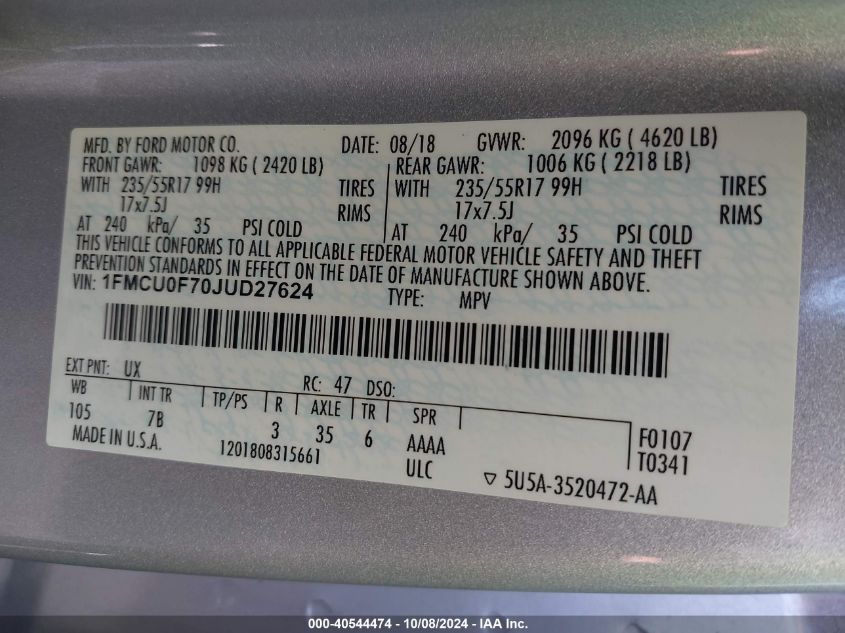 MFD. BY FORD MOTOR CO. DATE: 08/18 GVWR: 2096 KG ( 4620 LB)
FRONT GAWR: 1098 KG ( 2420 LB) REAR GAWR: 1006 KG ( 2218 LB)
WITH 235/55R17 99H TIRES WITH 235/55R17 99H TIRES
17x7.5J RIMS 17x7.5J RIMS
AT 240 kPa/ 35 PSI COLD AT 240 kPa/ 35 PSI COLD
THIS VEHICLE CONFORMS TO ALL APPLICABLE FEDERAL MOTOR VEHICLE SAFETY AND THEFT
PREVENTION STANDARDS IN EFFECT ON THE DATE OF MANUFACTURE SHOWN ABOVE.
VIN: 1FMCU0F70JUD27624 TYPE: MPV
EXT PNT: UX RC: 47 DSO:
WB INT TR TP/PS R AXLE TR SPR
105 7B 3 35 6 AAAA F0107
MADE IN U.S.A. 1201808315661 ULC T0341
5U5A-3520472-AA
000-40544474 - 10/08/2024 - IAA Inc.